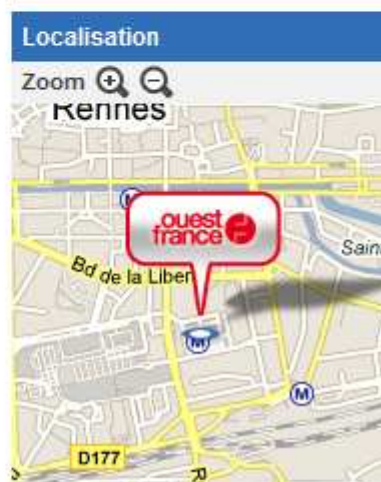 Localisation
Zoom
Rennes
M
ouest
france
Sain
Bd de la Liber
M
M
D177
R